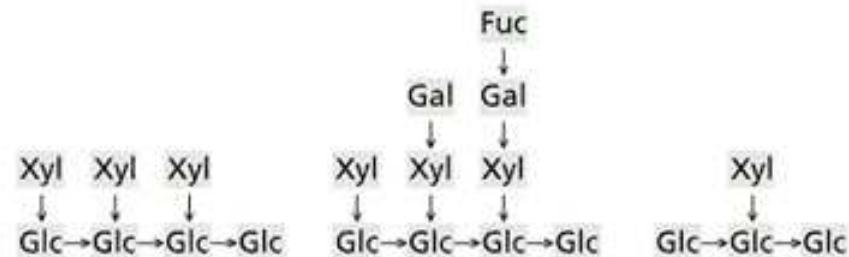 Fuc
↓
Gal Gal
↓ ↓
Xyl Xyl Xyl Xyl Xyl Xyl Xyl
↓ ↓ ↓ ↓ ↓ ↓ ↓
Glc→Glc→Glc→Glc Glc→Glc→Glc→Glc Glc→Glc→Glc